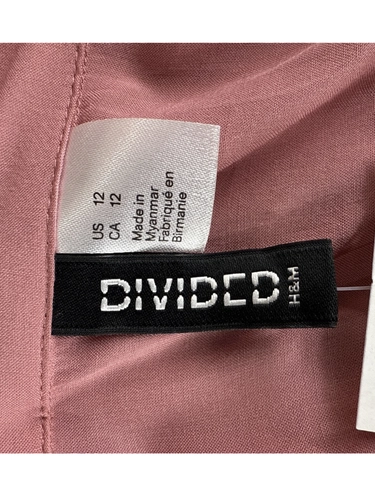 US 12
CA 12
Made in
Myanmar
Fabriqué en
Birmanie
DIVIDED
H&M